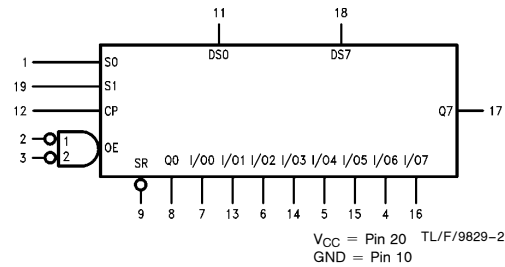 11 18
DS0 DS7
1 S0
19 S1
12 CP
Q7 17
2 1
3 2
OE
SR Q0 I/O0 I/O1 I/O2 I/O3 I/O4 I/O5 I/O6 I/O7
9 8 7 13 6 14 5 15 4 16
VCC = Pin 20 TL/F/9829-2
GND = Pin 10